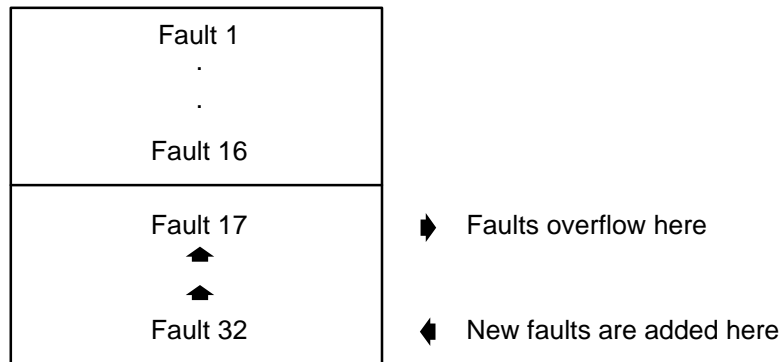 Fault 1
.
.
Fault 16
Fault 17
Faults overflow here
Fault 32
New faults are added here